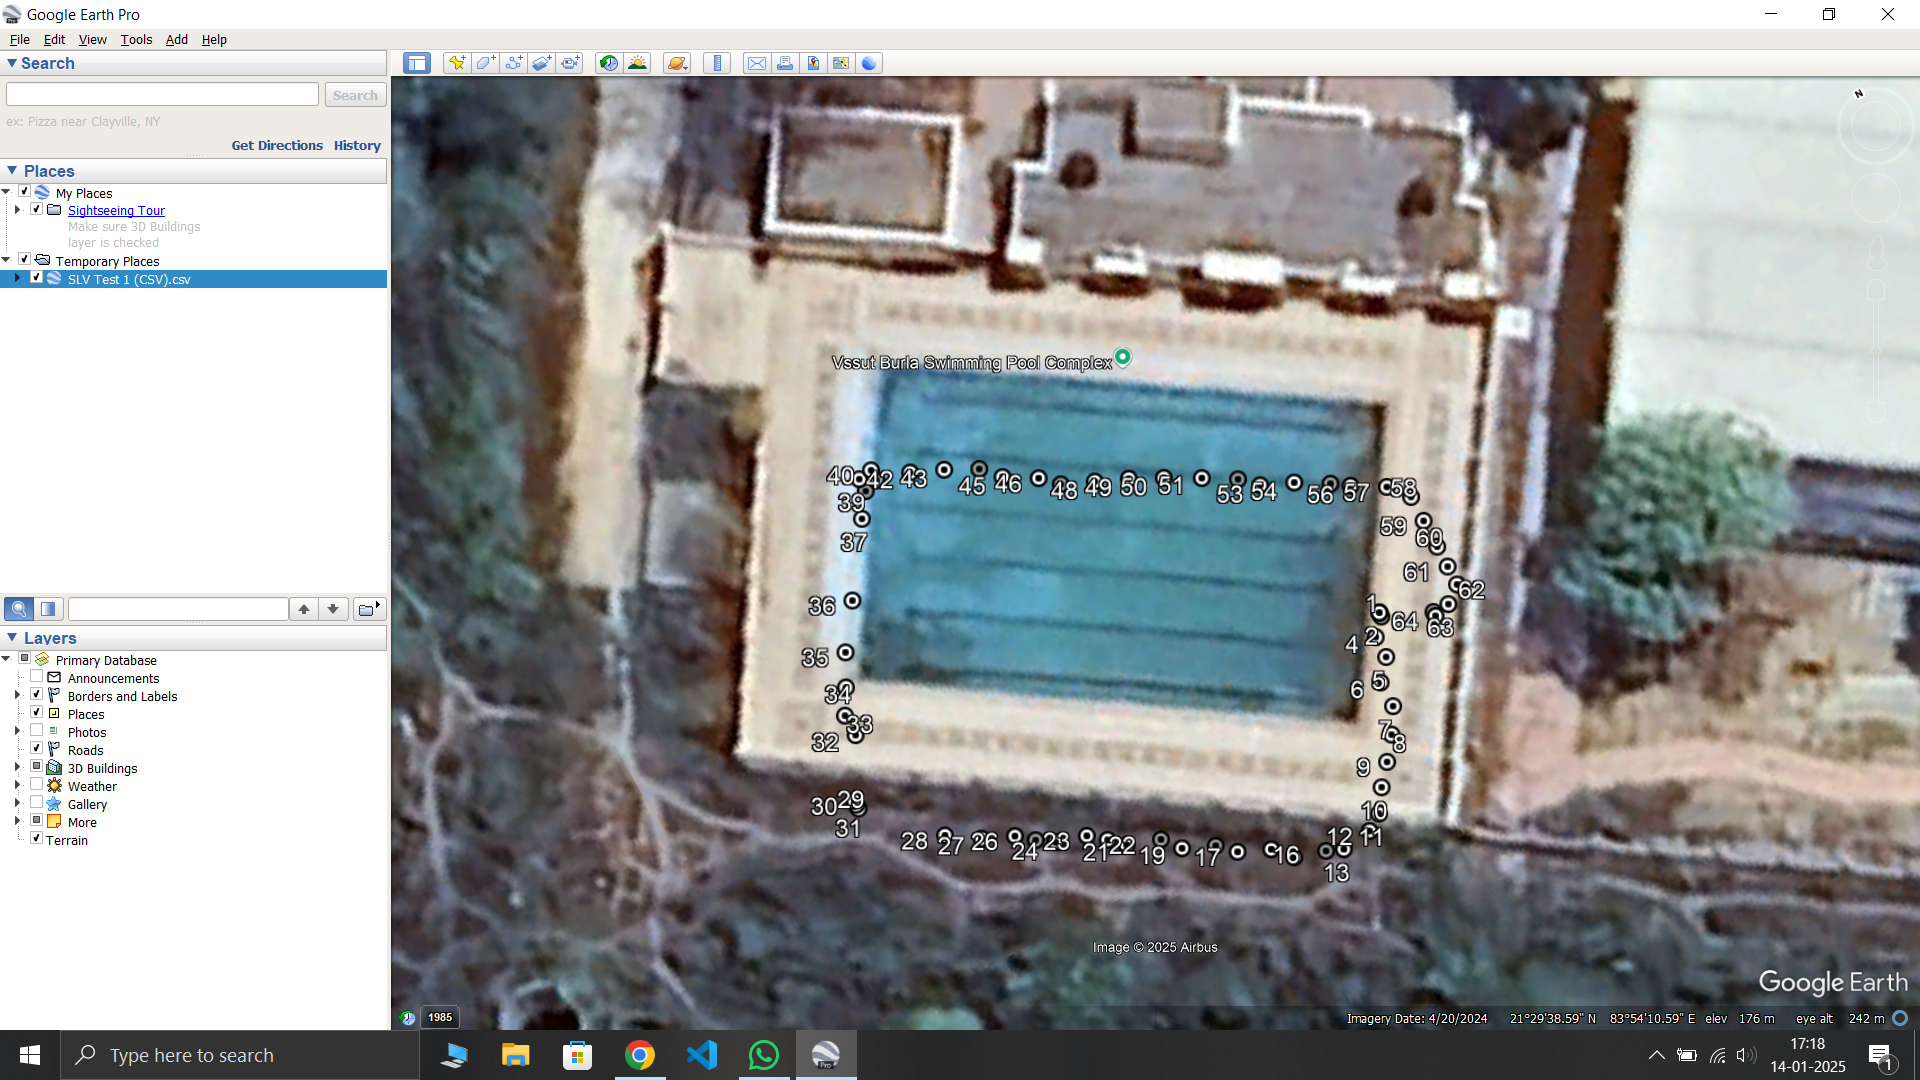 Google Earth Pro
File Edit View Tools Add Help
Search
Search
ex: Pizza near Clayville, NY
Get Directions History
Places
My Places
Sightseeing Tour
Make sure 3D Buildings
layer is checked
Temporary Places
SLV Test 1 (CSV).csv
Layers
Primary Database
Announcements
Borders and Labels
Places
Photos
Roads
3D Buildings
Weather
Gallery
More
Terrain
N
Vssut Burla Swimming Pool Complex
40 42 43 45 46 48 49 50 51 53 54 56 57 58
39
37
59 60
61 62
36
1 64 63
4 2
35
6 5
34
33
32
7 8
9
30 29
31
10
28 27 26 24 23 21 22 19 17 16 12 11
13
Image © 2025 Airbus
Google Earth
1985
Imagery Date: 4/20/2024 21°29'38.59" N 83°54'10.59" E elev 176 m eye alt 242 m
Type here to search
Pro
17:18
14-01-2025
1